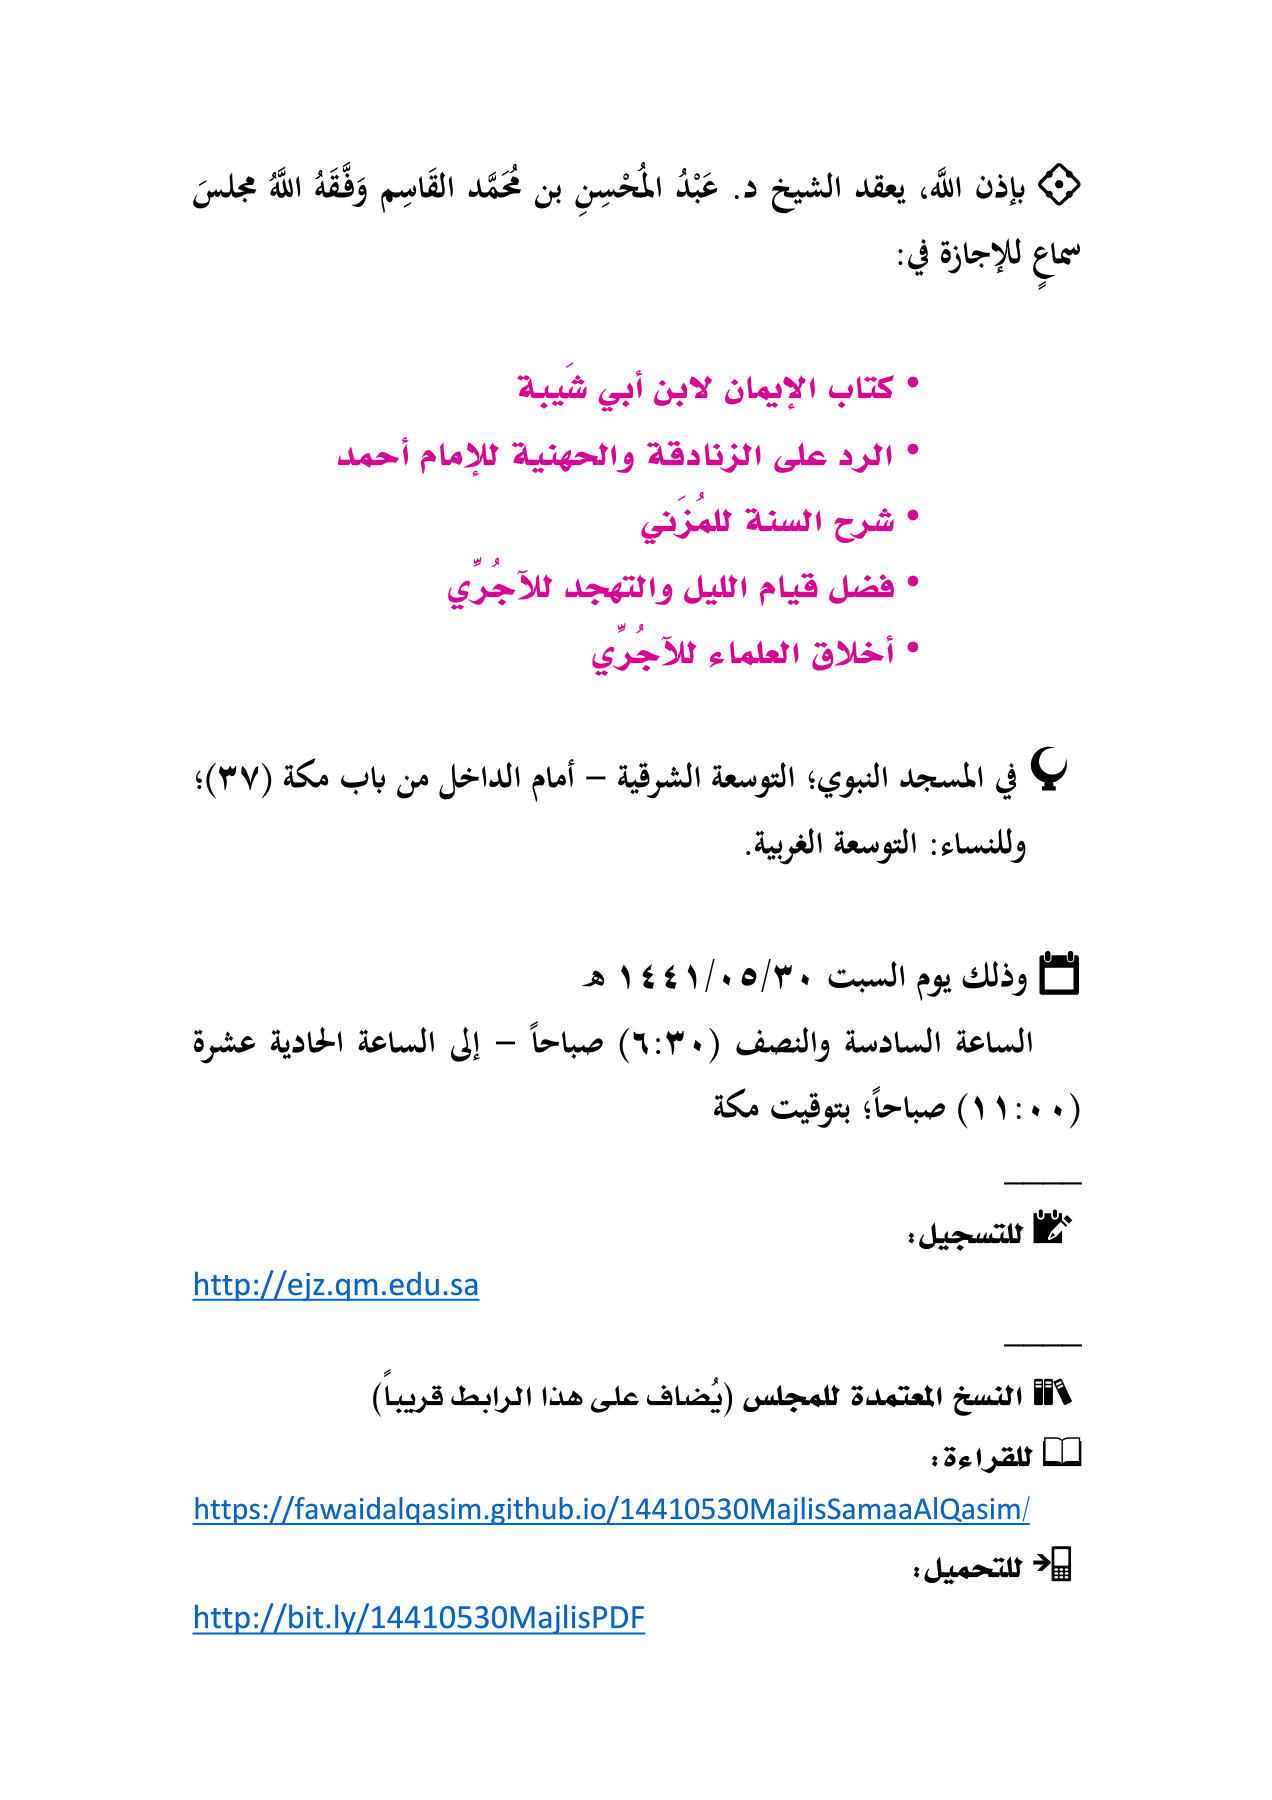 بإذن الله، يعقد الشيخ د. عَبْدُ المُحْسِنِ بن مُحَمَّد القَاسِم وَفَّقَهُ اللَّهُ مجلسَ
سماعٍ للإجازة في:
• كتاب الإيمان لابن أبي شَيبة
• الرد على الزنادقة والجهنية للإمام أحمد
• شرح السنة للمُزَني
• فضل قيام الليل والتهجد للآجُرِّي
• أخلاق العلماء للآجُرِّي
في المسجد النبوي؛ التوسعة الشرقية – أمام الداخل من باب مكة (٣٧)؛
وللنساء: التوسعة الغربية.
وذلك يوم السبت ١٤٤١/٠٥/٣٠ هـ
الساعة السادسة والنصف (٦:٣٠) صباحاً – إلى الساعة الحادية عشرة
(١١:٠٠) صباحاً؛ بتوقيت مكة
____
للتسجيل:
http://ejz.qm.edu.sa
____
النسخ المعتمدة للمجلس (يُضاف على هذا الرابط قريباً)
للقراءة:
https://fawaidalqasim.github.io/14410530MajlisSamaaAlQasim/
للتحميل:
http://bit.ly/14410530MajlisPDF